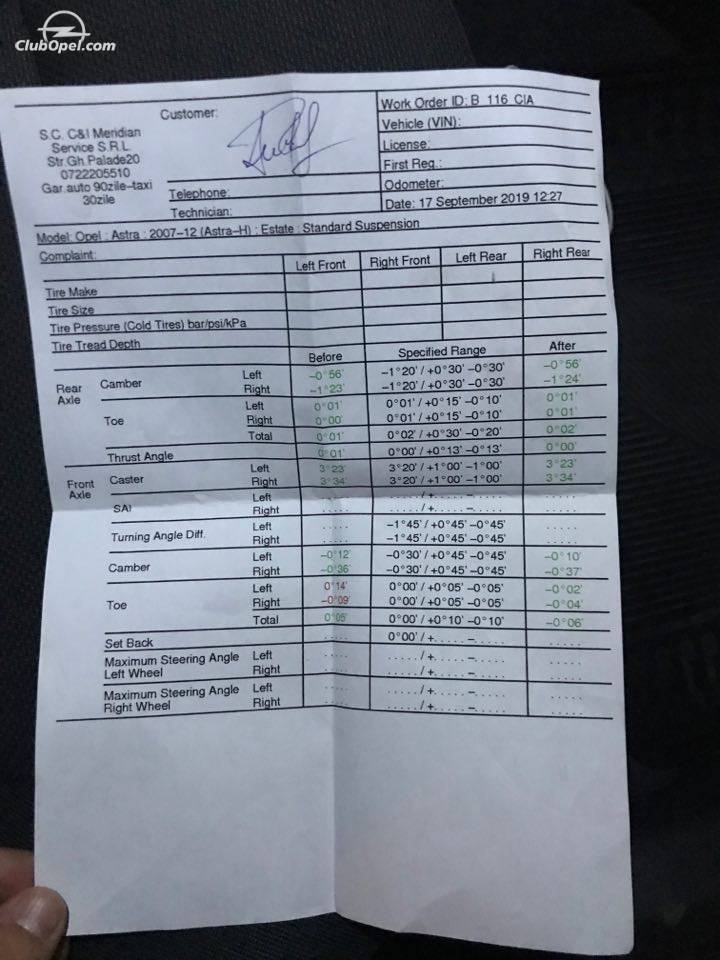 ClubOpel.com
Customer:
S.C. C&I Meridian
Service S.R.L
Str.Gh.Palade20
0722205510
Gar.auto 90zile-taxi
30zile
Telephone:
Technician:
Work Order ID: B 116 CIA
Vehicle (VIN):
License:
First Reg.:
Odometer:
Date: 17 September 2019 12:27
Model: Opel : Astra : 2007-12 (Astra-H) : Estate : Standard Suspension
Complaint:
Left Front Right Front Left Rear Right Rear
Tire Make
Tire Size
Tire Pressure (Cold Tires) bar/psi/kPa
Tire Tread Depth
Before Specified Range After
Rear Axle Camber Left -0°56' -1°20' / +0°30' -0°30' -0°56'
Right -1°23' -1°20' / +0°30' -0°30' -1°24'
Toe Left 0°01' 0°01' / +0°15' -0°10' 0°01'
Right 0°00' 0°01' / +0°15' -0°10' 0°01'
Total 0°01' 0°02' / +0°30' -0°20' 0°02'
Thrust Angle 0°01' 0°00' / +0°13' -0°13' 0°00'
Front Axle Caster Left 3°23' 3°20' / +1°00' -1°00' 3°23'
Right 3°34' 3°20' / +1°00' -1°00' 3°34'
SAI Left ..... ...../+.....-..... .....
Right ..... ...../+.....-..... .....
Turning Angle Diff. Left ..... -1°45' / +0°45' -0°45' .....
Right ..... -1°45' / +0°45' -0°45' .....
Camber Left -0°12' -0°30' / +0°45' -0°45' -0°10'
Right -0°36' -0°30' / +0°45' -0°45' -0°37'
Toe Left 0°14' 0°00' / +0°05' -0°05' -0°02'
Right -0°09' 0°00' / +0°05' -0°05' -0°04'
Total 0°05' 0°00' / +0°10' -0°10' -0°06'
Set Back ..... 0°00' / +.....-..... .....
Maximum Steering Angle Left ..... ...../+.....-..... .....
Left Wheel Right ..... ...../+.....-..... .....
Maximum Steering Angle Left ..... ...../+.....-..... .....
Right Wheel Right ..... ...../+.....-..... .....